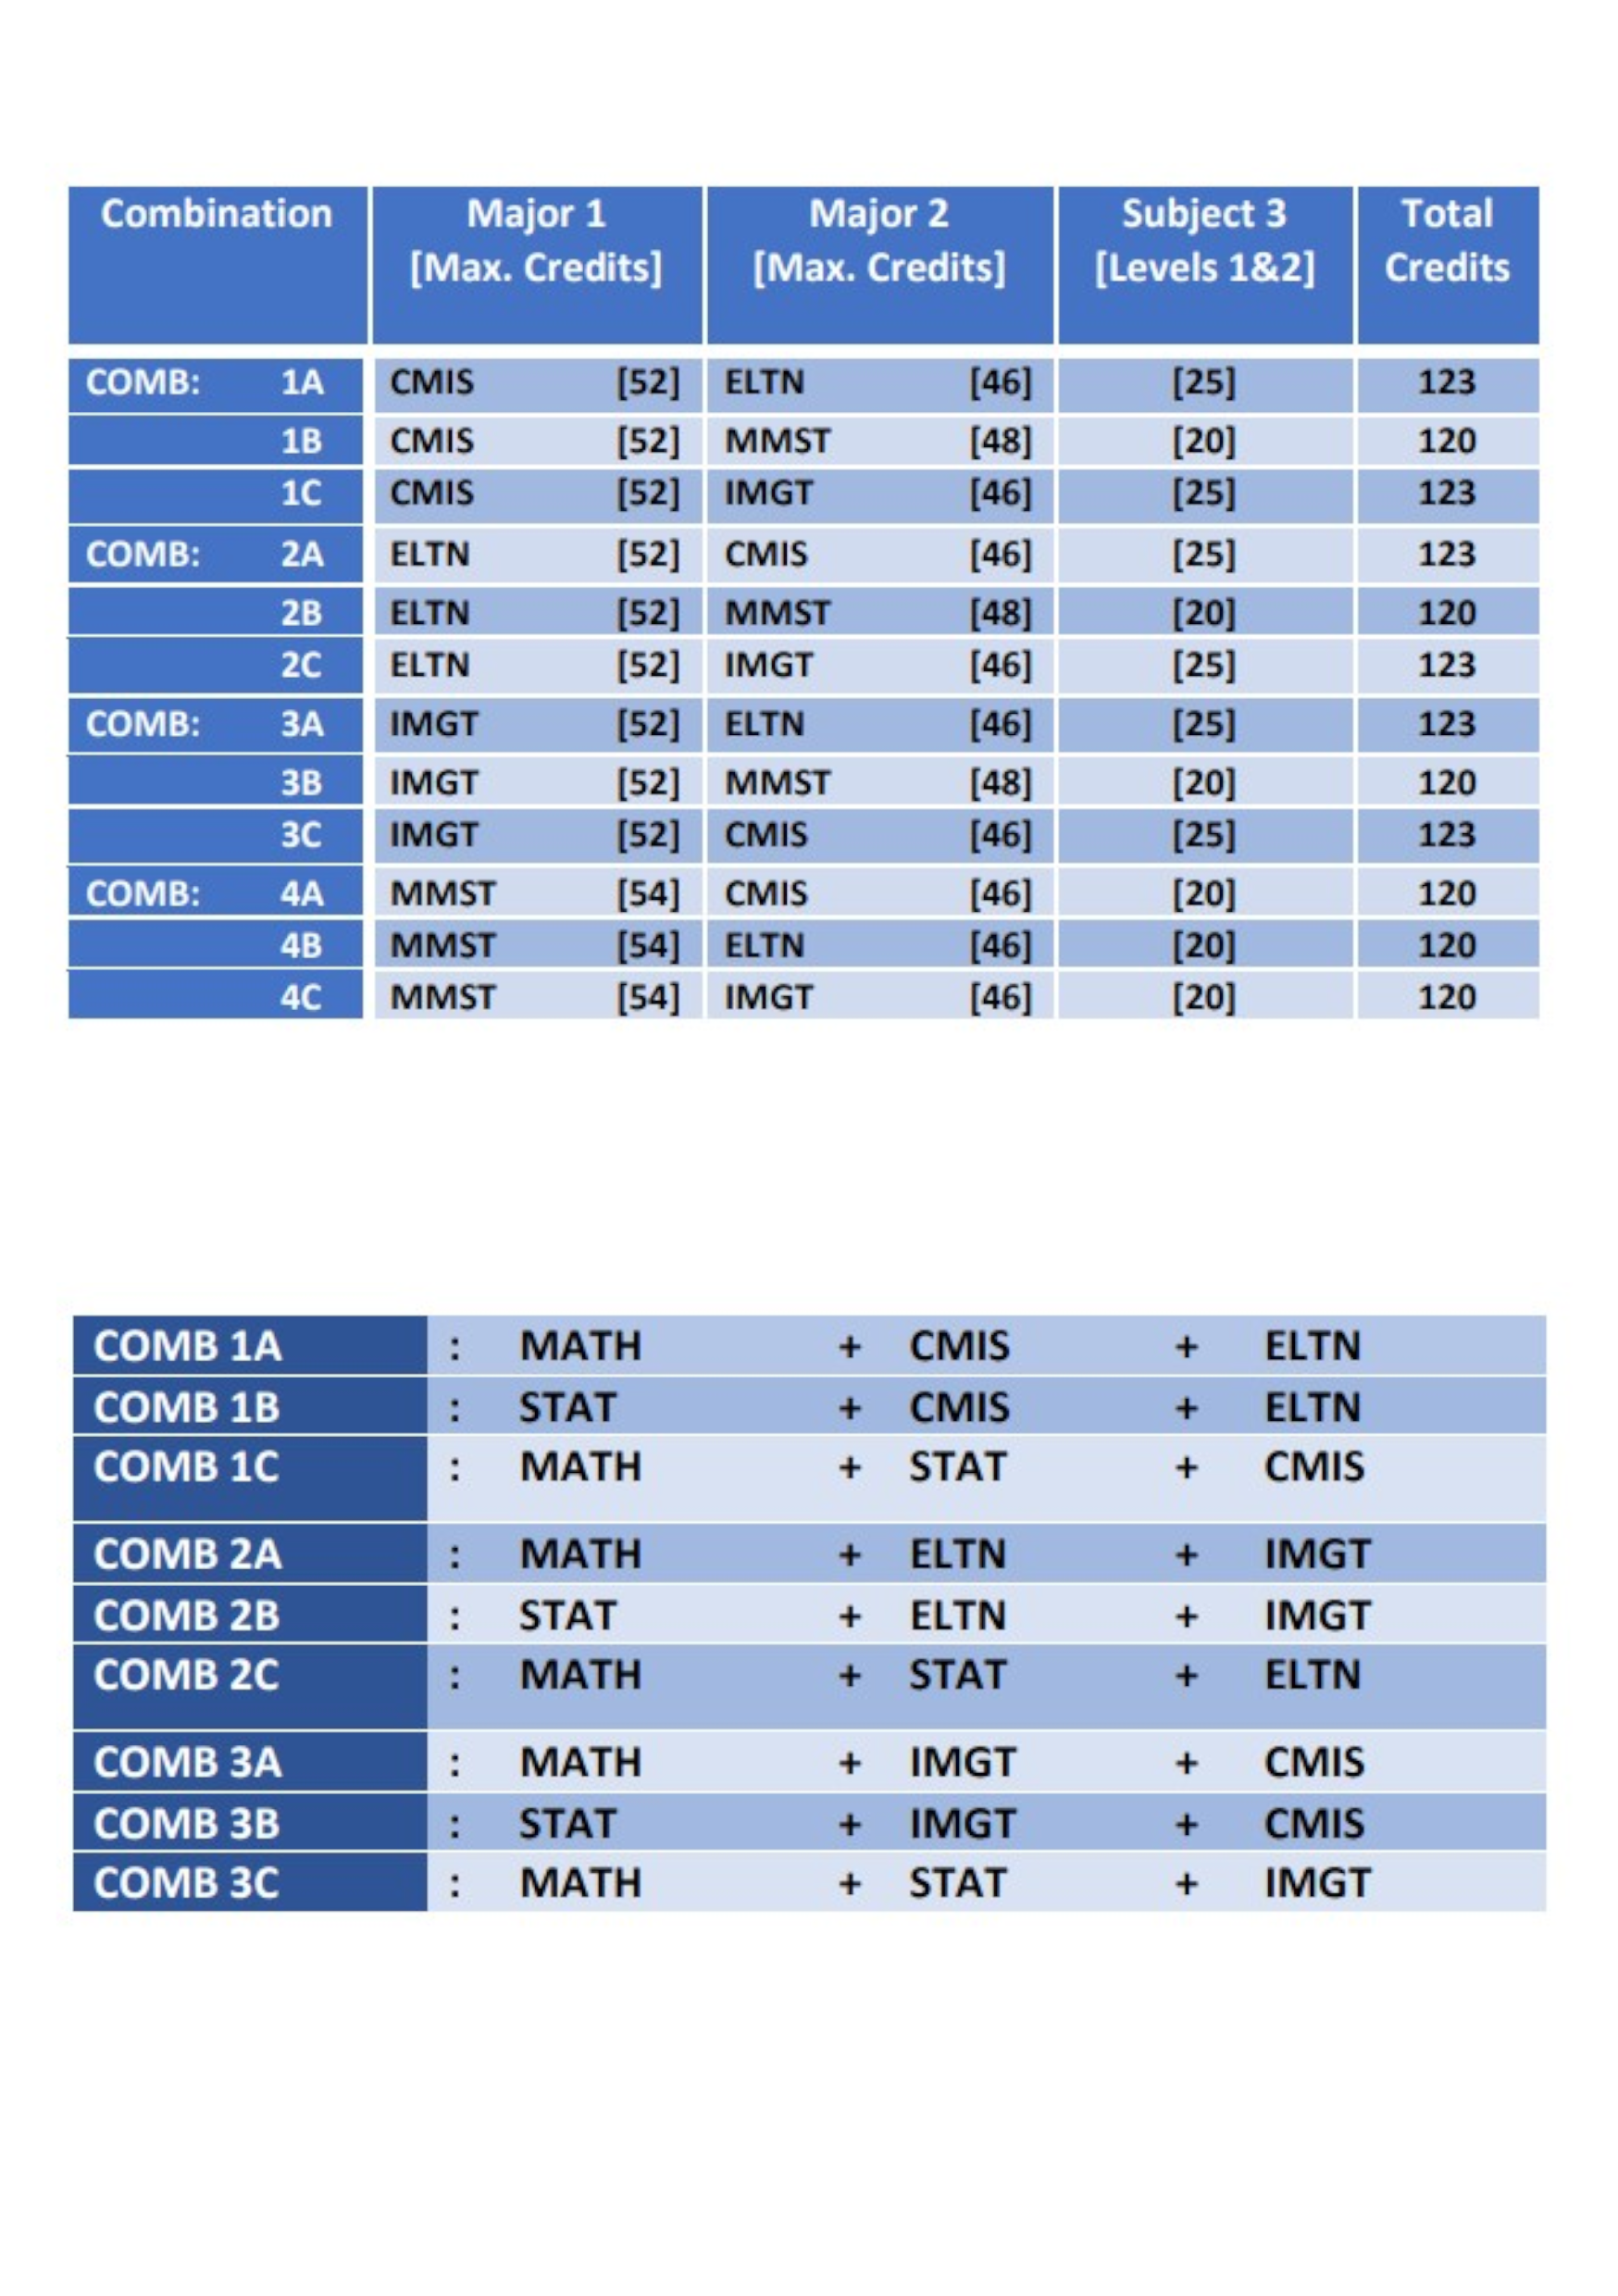 Combination Major 1 Major 2 Subject 3 Total
[Max. Credits] [Max. Credits] [Levels 1&2] Credits
COMB: 1A CMIS [52] ELTN [46] [25] 123
1B CMIS [52] MMST [48] [20] 120
1C CMIS [52] IMGT [46] [25] 123
COMB: 2A ELTN [52] CMIS [46] [25] 123
2B ELTN [52] MMST [48] [20] 120
2C ELTN [52] IMGT [46] [25] 123
COMB: 3A IMGT [52] ELTN [46] [25] 123
3B IMGT [52] MMST [48] [20] 120
3C IMGT [52] CMIS [46] [25] 123
COMB: 4A MMST [54] CMIS [46] [20] 120
4B MMST [54] ELTN [46] [20] 120
4C MMST [54] IMGT [46] [20] 120
COMB 1A : MATH + CMIS + ELTN
COMB 1B : STAT + CMIS + ELTN
COMB 1C : MATH + STAT + CMIS
COMB 2A : MATH + ELTN + IMGT
COMB 2B : STAT + ELTN + IMGT
COMB 2C : MATH + STAT + ELTN
COMB 3A : MATH + IMGT + CMIS
COMB 3B : STAT + IMGT + CMIS
COMB 3C : MATH + STAT + IMGT